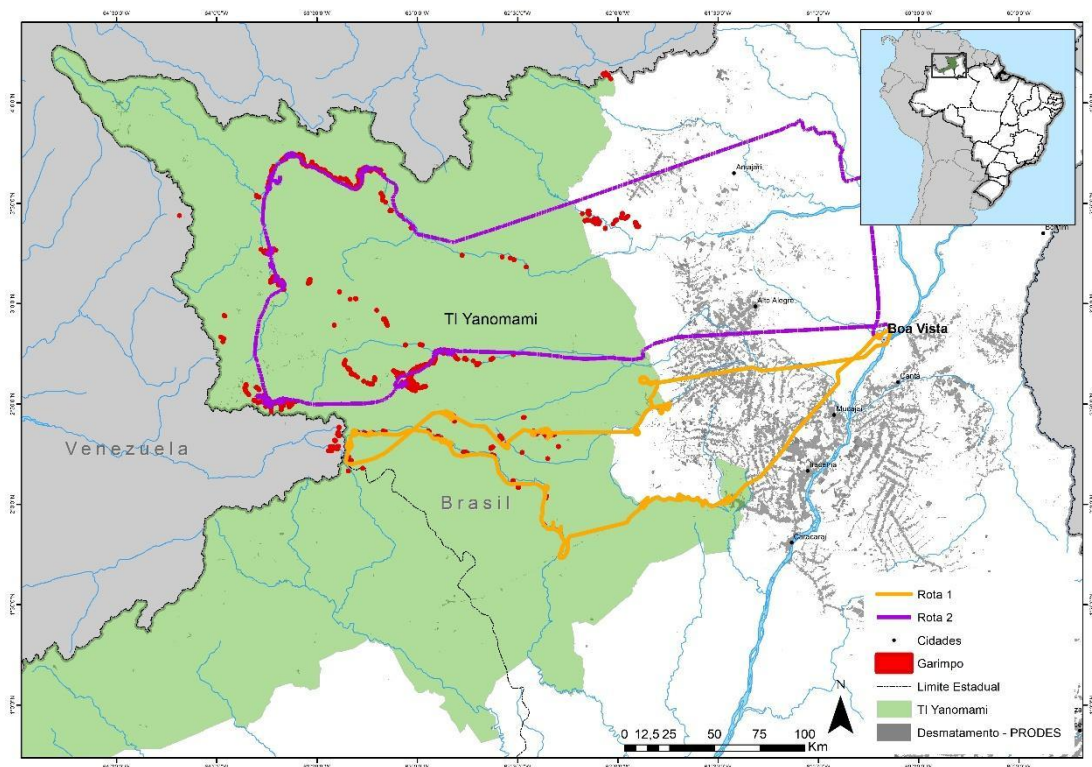 Amajari
Bonfim
Alto Alegre
TI Yanomami
Boa Vista
Cantá
Mucajaí
Venezuela
Iracema
Brasil
Caracaraí
Rota 1
Rota 2
Cidades
Garimpo
Limite Estadual
TI Yanomami
Desmatamento - PRODES
N
0 12,5 25 50 75 100
Km